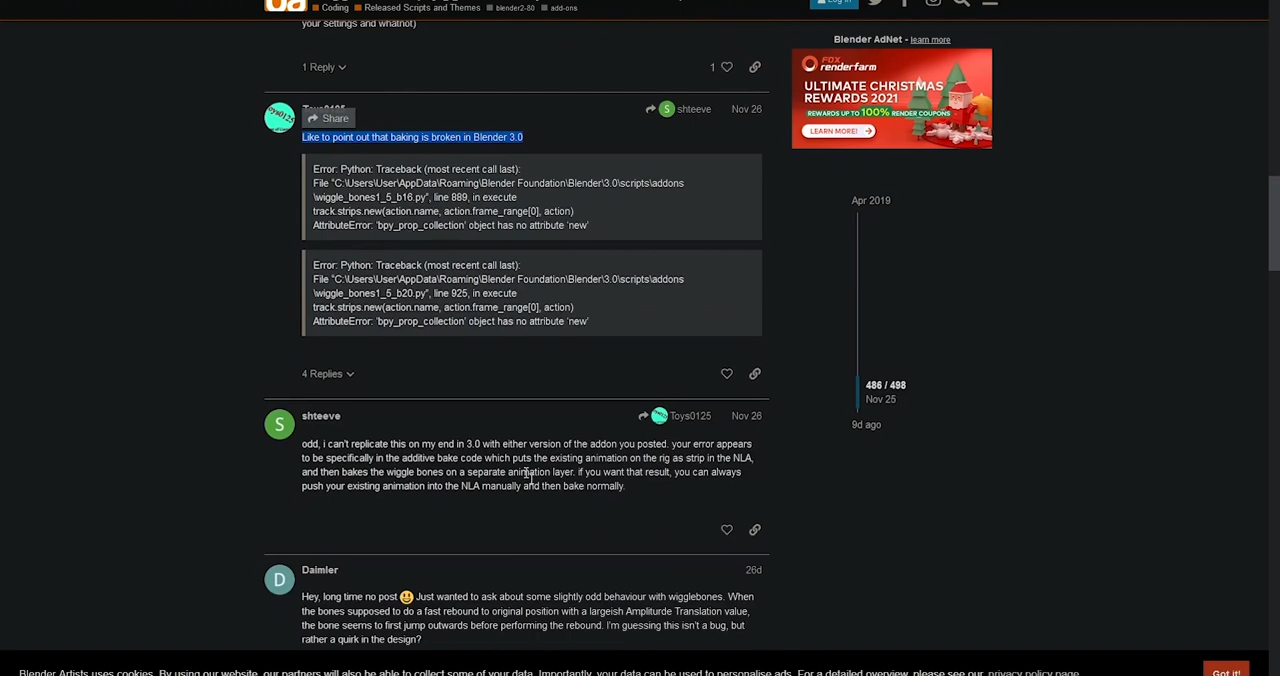 Coding Released Scripts and Themes blender2-80 add-ons
Log In
your settings and whatnot)
Blender AdNet - learn more
1 Reply
1
FOX
renderfarm
ULTIMATE CHRISTMAS
REWARDS 2021
REWARDS UP TO 100% RENDER COUPONS
LEARN MORE!
Toys0125
S shteeve Nov 26
Share
Like to point out that baking is broken in Blender 3.0
Error: Python: Traceback (most recent call last):
File "C:\Users\User\AppData\Roaming\Blender Foundation\Blender\3.0\scripts\addons
\wiggle_bones1_5_b16.py", line 889, in execute
track.strips.new(action.name, action.frame_range[0], action)
AttributeError: 'bpy_prop_collection' object has no attribute 'new'
Apr 2019
Error: Python: Traceback (most recent call last):
File "C:\Users\User\AppData\Roaming\Blender Foundation\Blender\3.0\scripts\addons
\wiggle_bones1_5_b20.py", line 925, in execute
track.strips.new(action.name, action.frame_range[0], action)
AttributeError: 'bpy_prop_collection' object has no attribute 'new'
4 Replies
486 / 498
Nov 25
9d ago
S
shteeve
Toys0125 Nov 26
odd, i can't replicate this on my end in 3.0 with either version of the addon you posted. your error appears
to be specifically in the additive bake code which puts the existing animation on the rig as strip in the NLA,
and then bakes the wiggle bones on a separate animation layer. if you want that result, you can always
push your existing animation into the NLA manually and then bake normally.
D
Daimler
26d
Hey, long time no post Just wanted to ask about some slightly odd behaviour with wigglebones. When
the bones supposed to do a fast rebound to original position with a largeish Ampliturde Translation value,
the bone seems to first jump outwards before performing the rebound. I'm guessing this isn't a bug, but
rather a quirk in the design?
Blender Artists uses cookies. By using our website, our partners will also be able to collect some of your data. Importantly, your data can be used to personalise ads. For a detailed overview, please see our privacy policy page.
Got it!